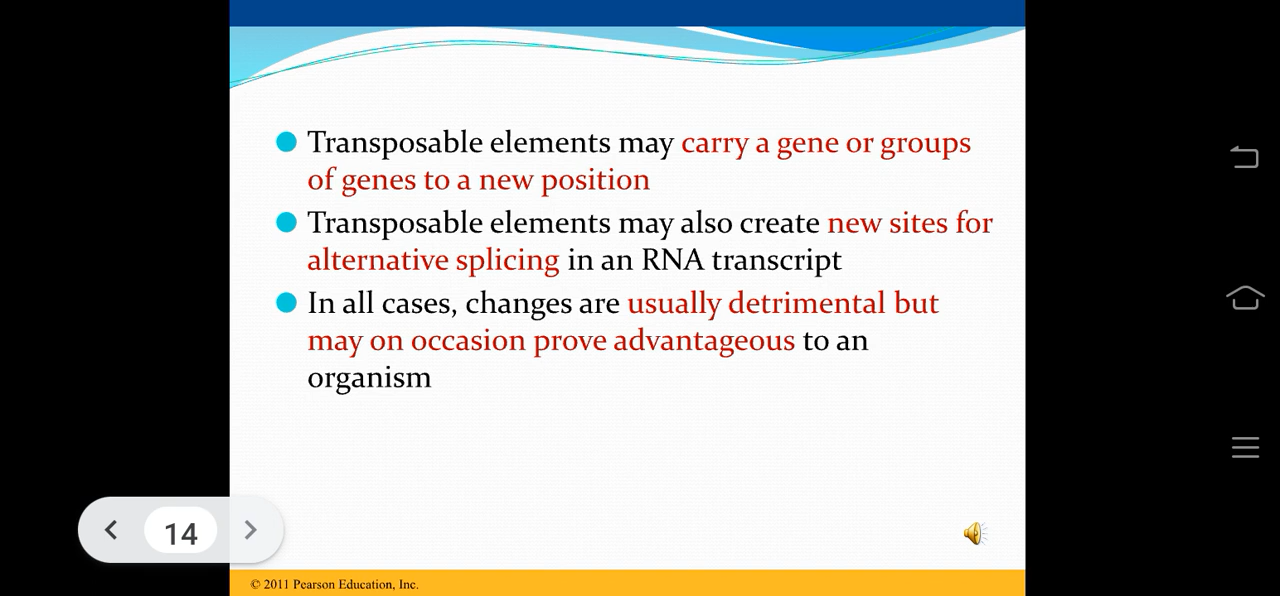 Transposable elements may carry a gene or groups
of genes to a new position
Transposable elements may also create new sites for
alternative splicing in an RNA transcript
In all cases, changes are usually detrimental but
may on occasion prove advantageous to an
organism
14
© 2011 Pearson Education, Inc.